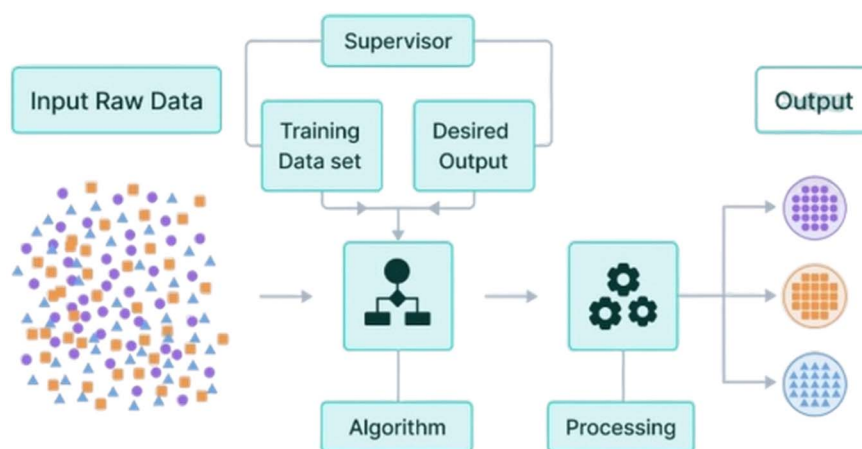 Supervisor
Input Raw Data
Training
Data set
Desired
Output
Output
Algorithm
Processing